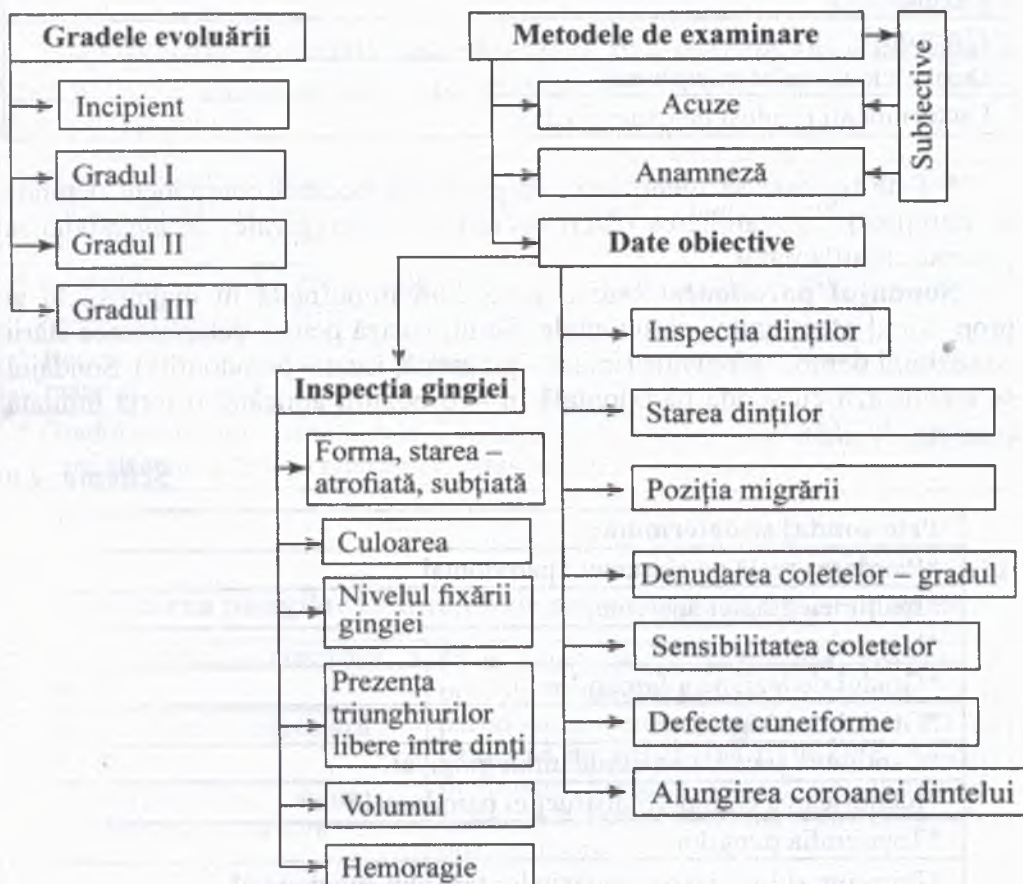 Gradele evoluării
Incipient
Gradul I
Gradul II
Gradul III
Metodele de examinare
Subiective
Acuze
Anamneză
Date obiective
Inspecția gingiei
Forma, starea –
atrofiată, subțiată
Culoarea
Nivelul fixării
gingiei
Prezența
triunghiurilor
libere între dinți
Volumul
Hemoragie
Inspecția dinților
Starea dinților
Poziția migrării
Denudarea coletelor – gradul
Sensibilitatea coletelor
Defecte cuneiforme
Alungirea coroanei dintelui